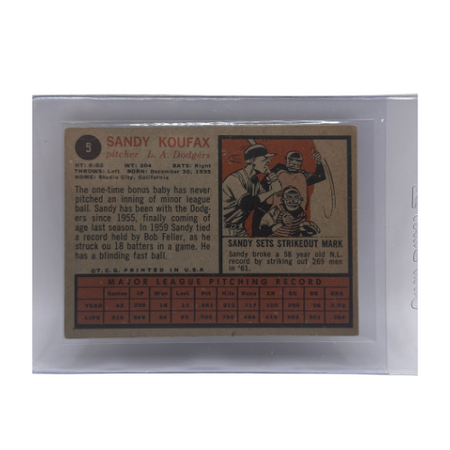 5
SANDY KOUFAX
pitcher L. A. Dodgers
HT: 6-02 WT: 204 BATS: Right
THROWS: Left BORN: December 30, 1935
HOME: Studio City, California
The one-time bonus baby has never
pitched an inning of minor league
ball. Sandy has been with the Dodg-
ers since 1955, finally coming of
age last season. In 1959 Sandy tied
a record held by Bob Feller, as he
struck ou 18 batters in a game. He
has a blinding fast ball.
©T.C.G. PRINTED IN U.S.A
SANDY SETS STRIKEOUT MARK
Sandy broke a 58 year old N.L.
record by striking out 269 men
in '61.
MAJOR LEAGUE PITCHING RECORD
YEAR
LIFE